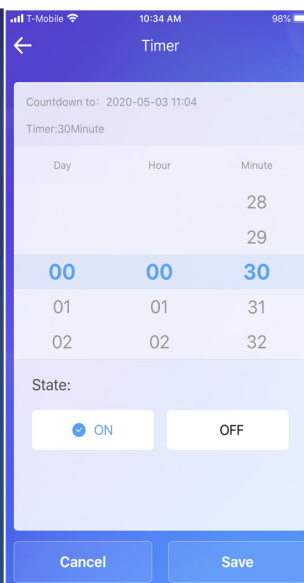 T-Mobile 10:34 AM 98%
Timer
Countdown to: 2020-05-03 11:04
Timer:30Minute
Day Hour Minute
28
29
00 00 30
01 01 31
02 02 32
State:
ON OFF
Cancel Save